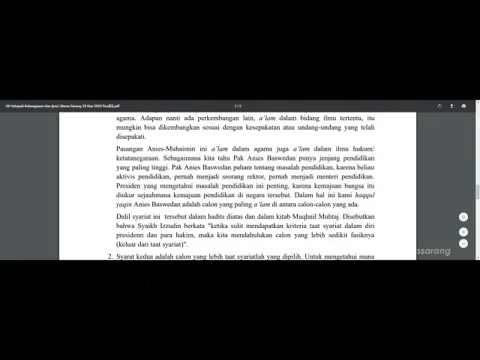 agama. Adapun nanti ada perkembangan lain, a'lam dalam bidang ilmu tertentu, itu
mungkin bisa dikembangkan sesuai dengan kesepakatan atau undang-undang yang telah
disepakati.
Pasangan Anies-Muhaimin ini a'lam dalam agama juga a'lam dalam ilmu hukum/
ketatanegaraan. Sebagaimana kita tahu Pak Anies Baswedan punya jenjang pendidikan
yang paling tinggi. Pak Anies Baswedan paham tentang masalah pendidikan, karena beliau
aktivis pendidikan, pernah menjadi seorang rektor, pernah menjadi menteri pendidikan.
Presiden yang mengetahui masalah pendidikan ini penting, karena kemajuan bangsa itu
diukur sejauhmana kemajuan pendidikan di negara tersebut. Dalam hal ini kami haqqul
yaqin Anies Baswedan adalah calon yang paling a'lam di antara calon-calon yang ada.
Dalil syariat ini tersebut dalam hadits diatas dan dalam kitab Mughnil Muhtaj. Disebutkan
bahwa Syaikh Izzudin berkata "ketika sulit mendapatkan kriteria taat syariat dalam diri
presidenn dan para hakim, maka kita mendahulukan calon yang lebih sedikit fasiknya
(keluar dari taat syariat)".
ssarang
2. Syarat kedua adalah calon yang lebih taat syariatlah yang dipilih. Untuk mengetahui mana